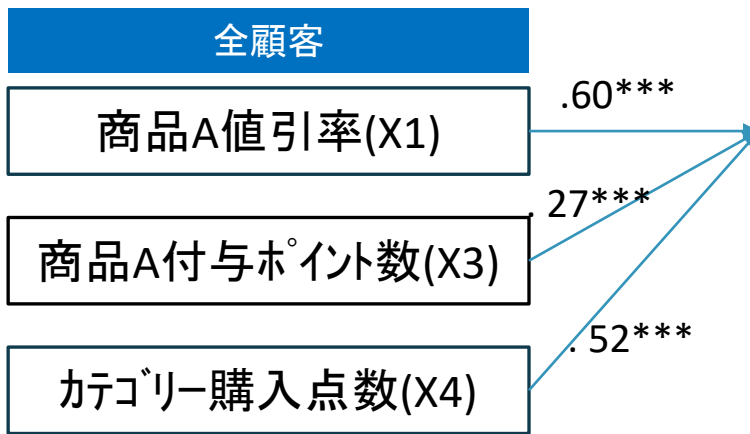 全顧客
.60***
商品A値引率(X1)
. 27***
商品A付与ﾎﾟｲﾝﾄ数(X3)
. 52***
ｶﾃｺﾞﾘｰ購入点数(X4)